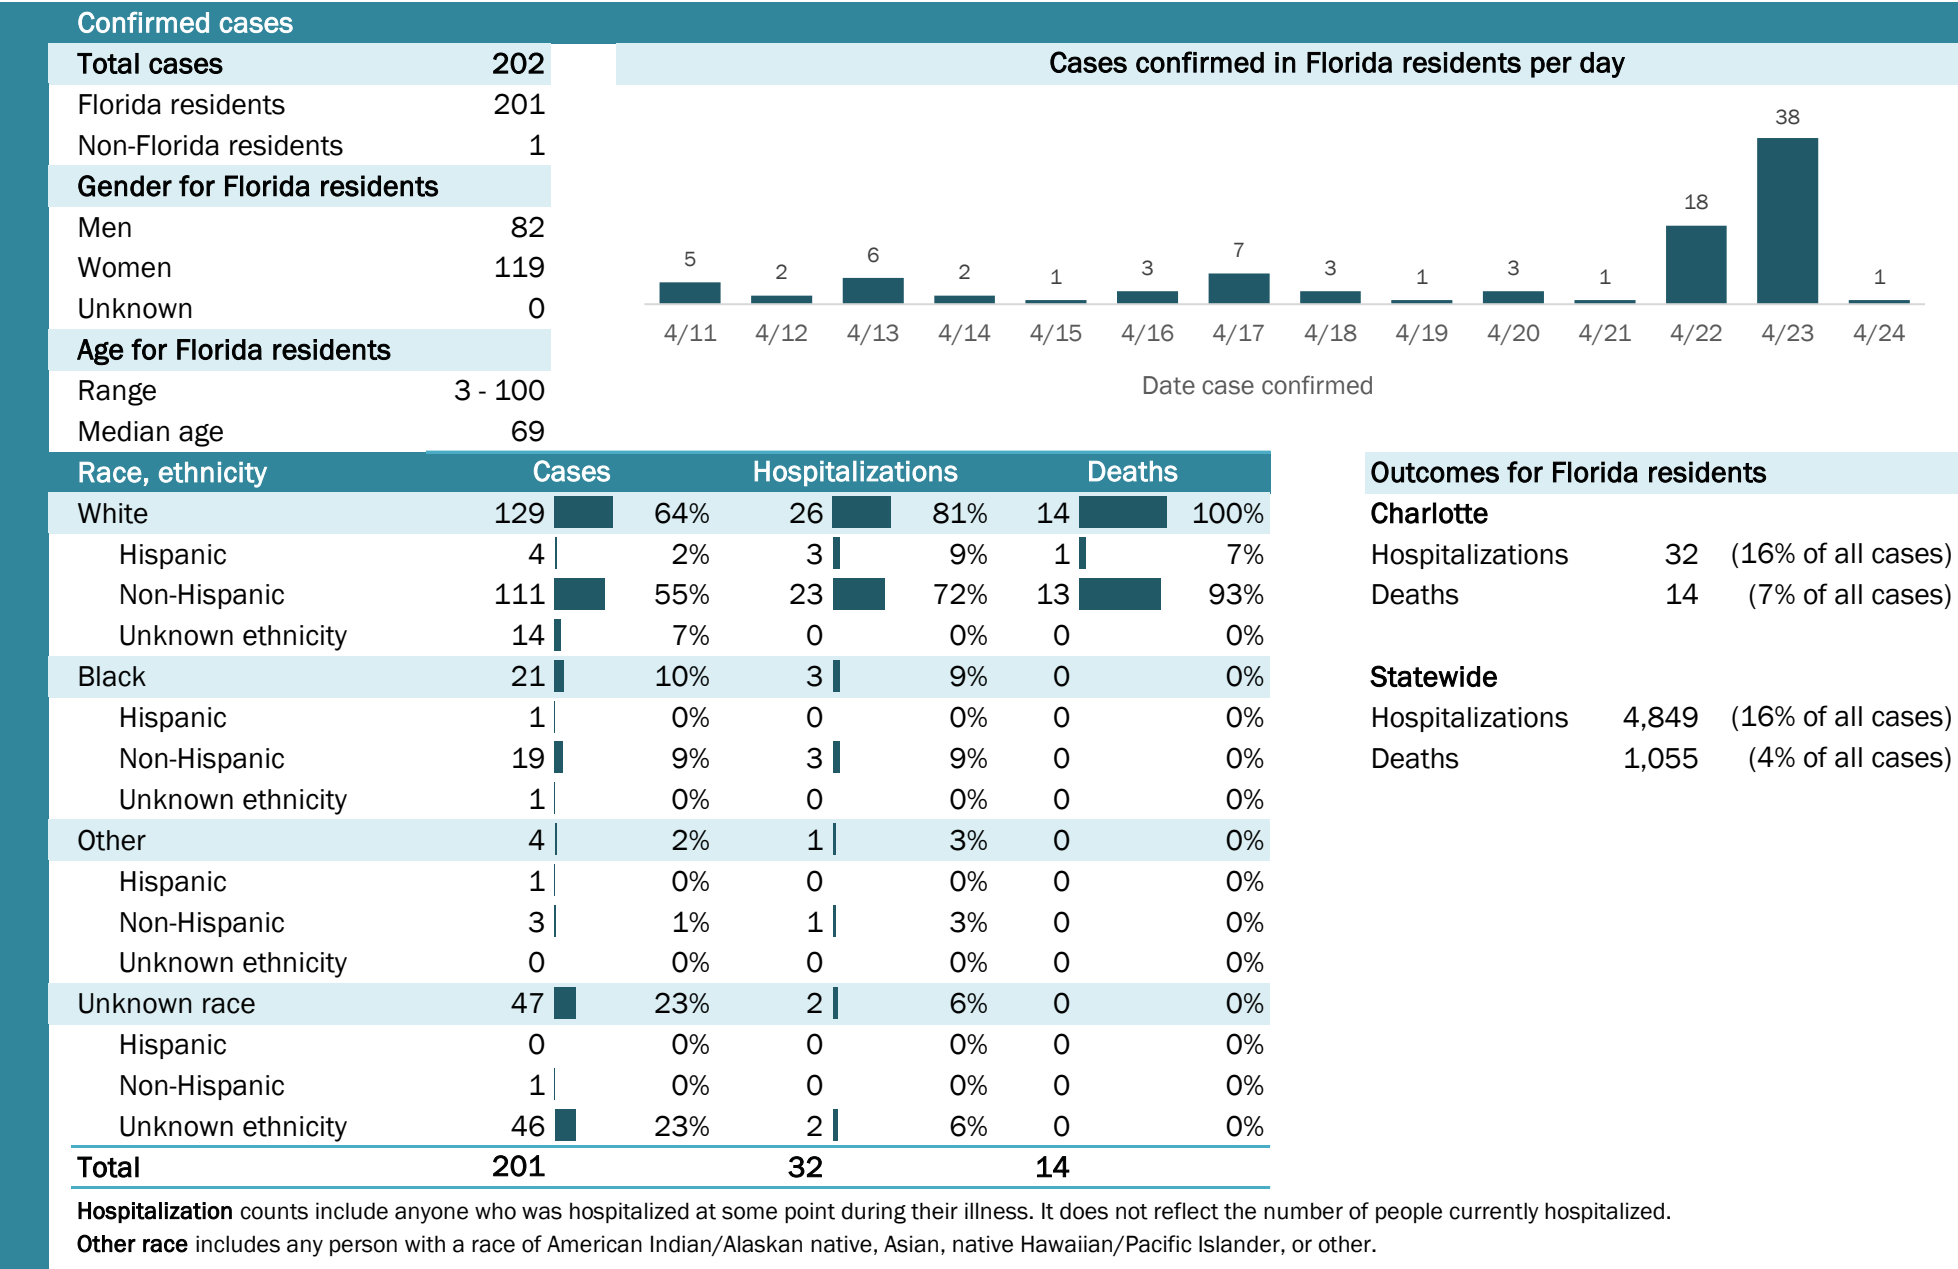 Confirmed cases
Total cases 202
Florida residents 201
Non-Florida residents 1
Gender for Florida residents
Men 82
Women 119
Unknown 0
Age for Florida residents
Range 3 - 100
Median age 69
Cases confirmed in Florida residents per day
5 2 6 2 1 3 7 3 1 3 1 18 38 1
4/11 4/12 4/13 4/14 4/15 4/16 4/17 4/18 4/19 4/20 4/21 4/22 4/23 4/24
Date case confirmed
Race, ethnicity Cases Hospitalizations Deaths
White 129 64% 26 81% 14 100%
Hispanic 4 2% 3 9% 1 7%
Non-Hispanic 111 55% 23 72% 13 93%
Unknown ethnicity 14 7% 0 0% 0 0%
Black 21 10% 3 9% 0 0%
Hispanic 1 0% 0 0% 0 0%
Non-Hispanic 19 9% 3 9% 0 0%
Unknown ethnicity 1 0% 0 0% 0 0%
Other 4 2% 1 3% 0 0%
Hispanic 1 0% 0 0% 0 0%
Non-Hispanic 3 1% 1 3% 0 0%
Unknown ethnicity 0 0% 0 0% 0 0%
Unknown race 47 23% 2 6% 0 0%
Hispanic 0 0% 0 0% 0 0%
Non-Hispanic 1 0% 0 0% 0 0%
Unknown ethnicity 46 23% 2 6% 0 0%
Total 201 32 14
Outcomes for Florida residents
Charlotte
Hospitalizations 32 (16% of all cases)
Deaths 14 (7% of all cases)
Statewide
Hospitalizations 4,849 (16% of all cases)
Deaths 1,055 (4% of all cases)
Hospitalization counts include anyone who was hospitalized at some point during their illness. It does not reflect the number of people currently hospitalized.
Other race includes any person with a race of American Indian/Alaskan native, Asian, native Hawaiian/Pacific Islander, or other.